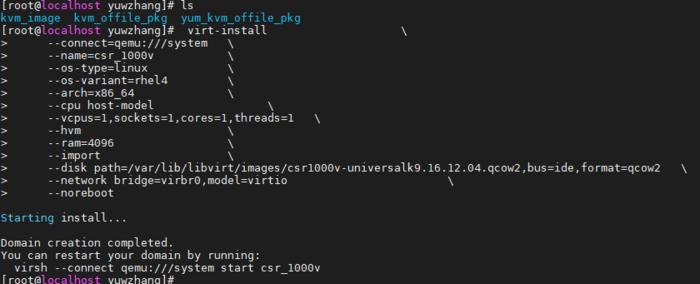 [root@localhost yuwzhang]# ls
kvm_image  kvm_offile_pkg  yum_kvm_offile_pkg
[root@localhost yuwzhang]#  virt-install                    \
>      --connect=qemu:///system   \
>      --name=csr_1000v           \
>      --os-type=linux            \
>      --os-variant=rhel4         \
>      --arch=x86_64              \
>      --cpu host-model                  \
>      --vcpus=1,sockets=1,cores=1,threads=1   \
>      --hvm                      \
>      --ram=4096                 \
>      --import                   \
>      --disk path=/var/lib/libvirt/images/csr1000v-universalk9.16.12.04.qcow2,bus=ide,format=qcow2   \
>      --network bridge=virbr0,model=virtio                       \
>      --noreboot
Starting install...
Domain creation completed.
You can restart your domain by running:
  virsh --connect qemu:///system start csr_1000v
[root@localhost yuwzhang]#